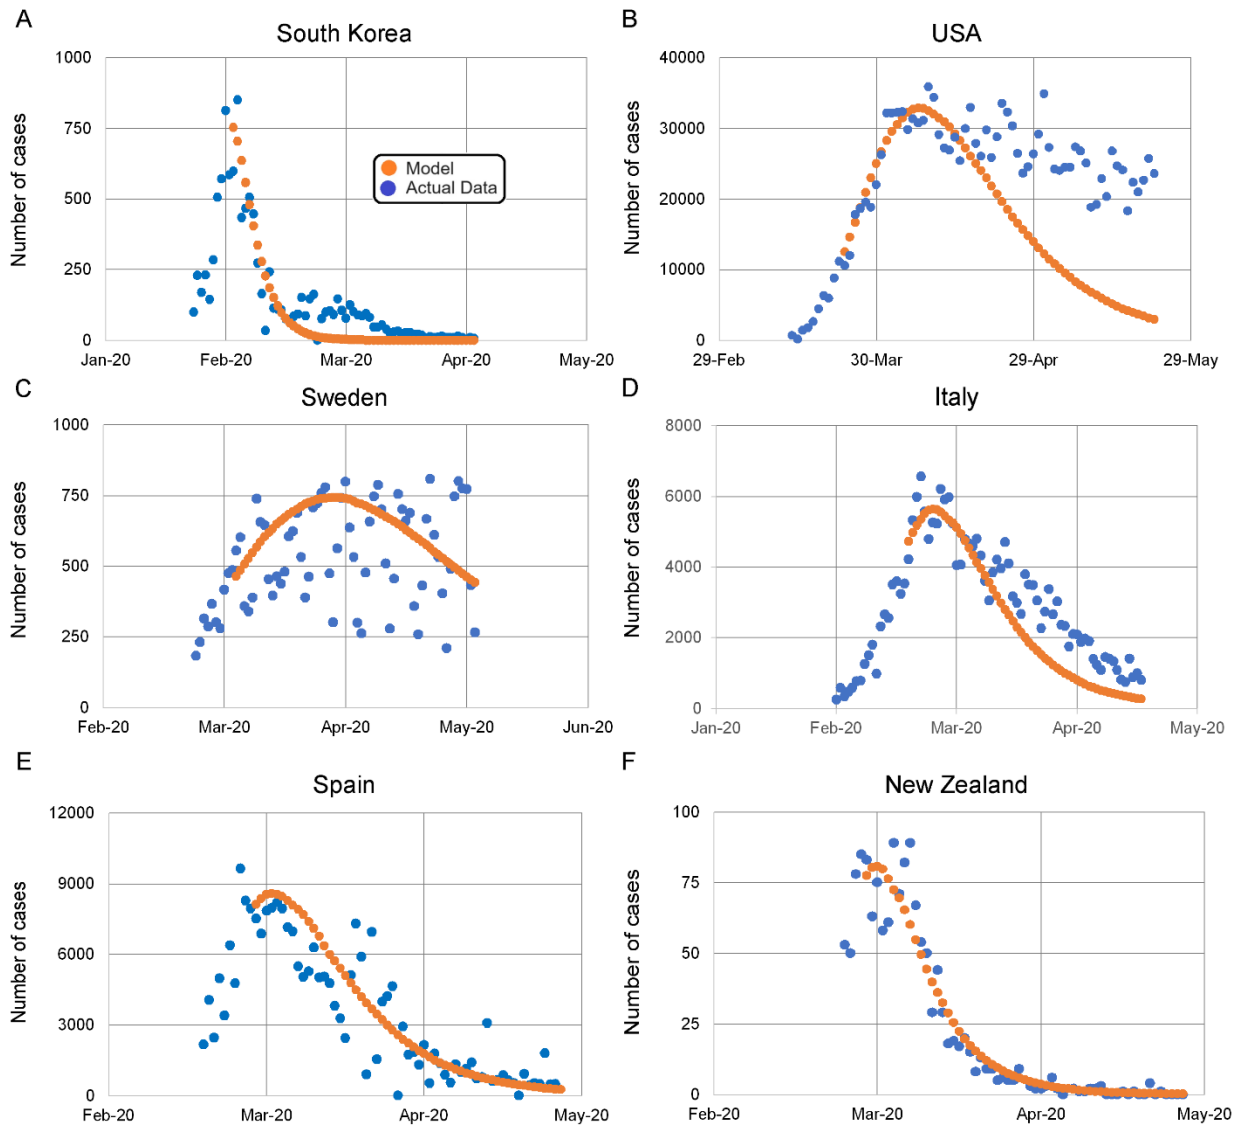 A
South Korea
Number of cases
1000
750
500
250
0
Jan-20 Feb-20 Mar-20 Apr-20 May-20
Model
Actual Data
B
USA
Number of cases
40000
30000
20000
10000
0
29-Feb 30-Mar 29-Apr 29-May
C
Sweden
Number of cases
1000
750
500
250
0
Feb-20 Mar-20 Apr-20 May-20 Jun-20
D
Italy
Number of cases
8000
6000
4000
2000
0
Jan-20 Feb-20 Mar-20 Apr-20 May-20
E
Spain
Number of cases
12000
9000
6000
3000
0
Feb-20 Mar-20 Apr-20 May-20
F
New Zealand
Number of cases
100
75
50
25
0
Feb-20 Mar-20 Apr-20 May-20